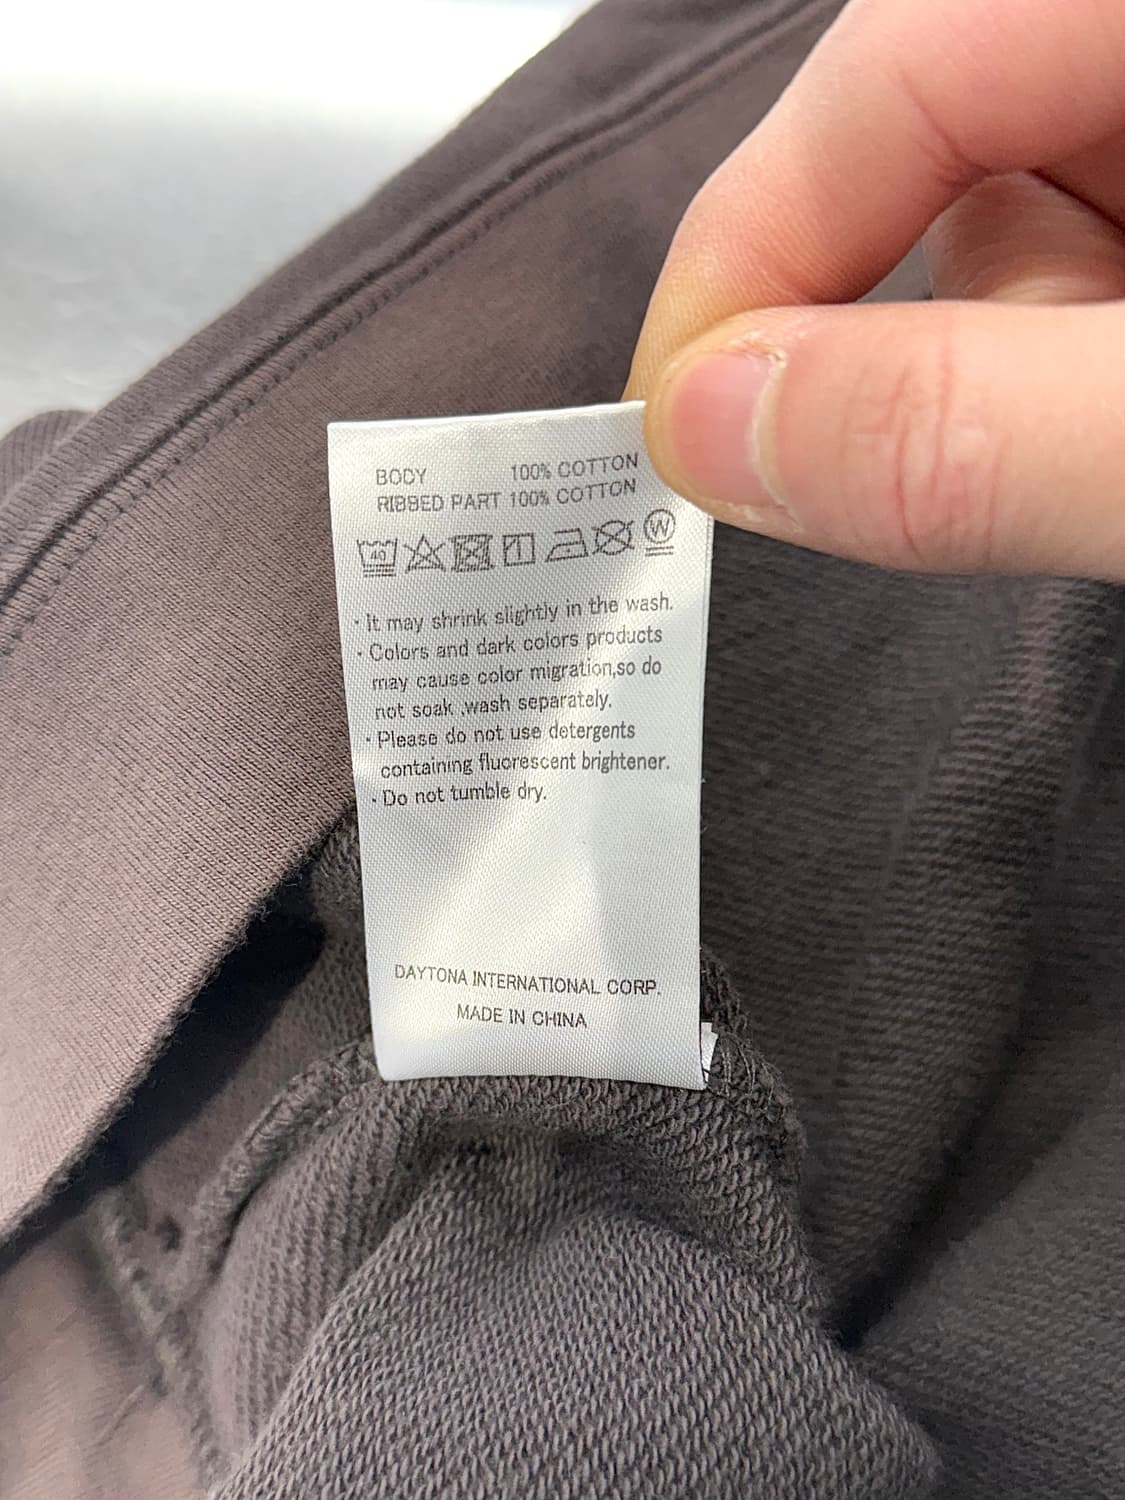 BODY 100% COTTON
RIBBED PART 100% COTTON
40 W
· It may shrink slightly in the wash.
· Colors and dark colors products
may cause color migration,so do
not soak ,wash separately.
· Please do not use detergents
containing fluorescent brightener.
· Do not tumble dry.
DAYTONA INTERNATIONAL CORP.
MADE IN CHINA